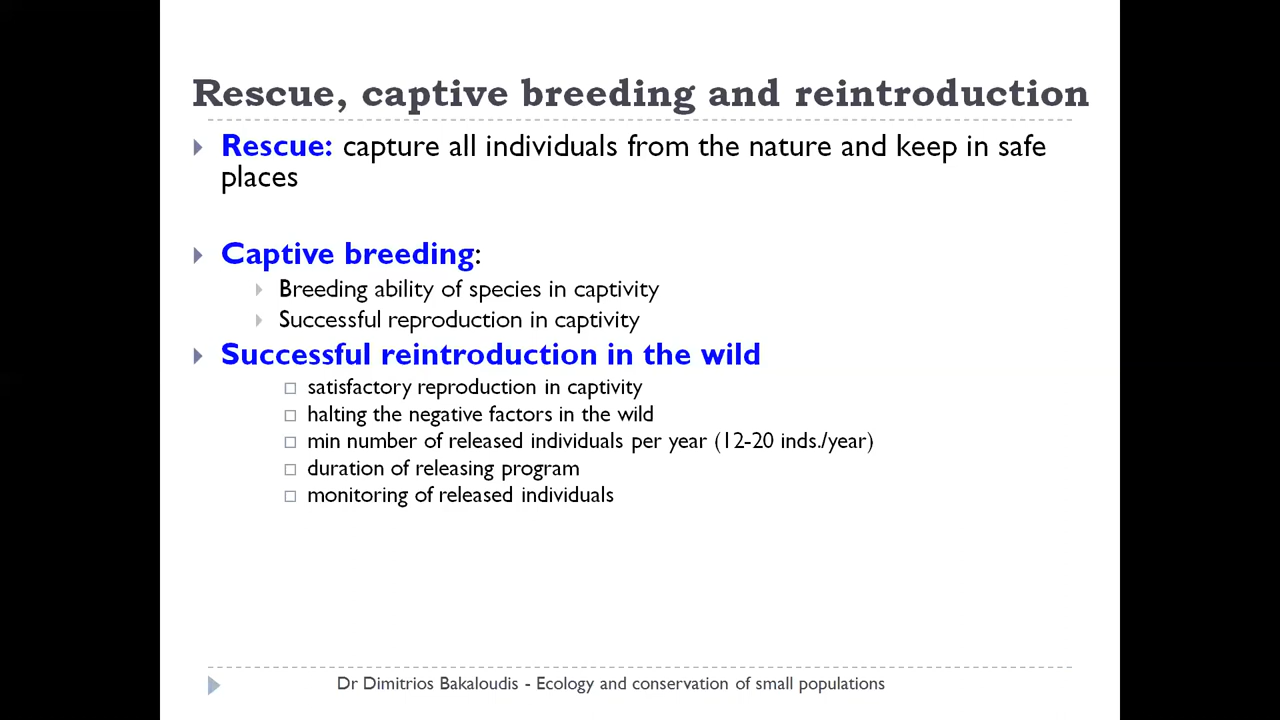 Rescue, captive breeding and reintroduction
Rescue: capture all individuals from the nature and keep in safe
places
Captive breeding:
Breeding ability of species in captivity
Successful reproduction in captivity
Successful reintroduction in the wild
satisfactory reproduction in captivity
halting the negative factors in the wild
min number of released individuals per year (12-20 inds./year)
duration of releasing program
monitoring of released individuals
Dr Dimitrios Bakaloudis - Ecology and conservation of small populations